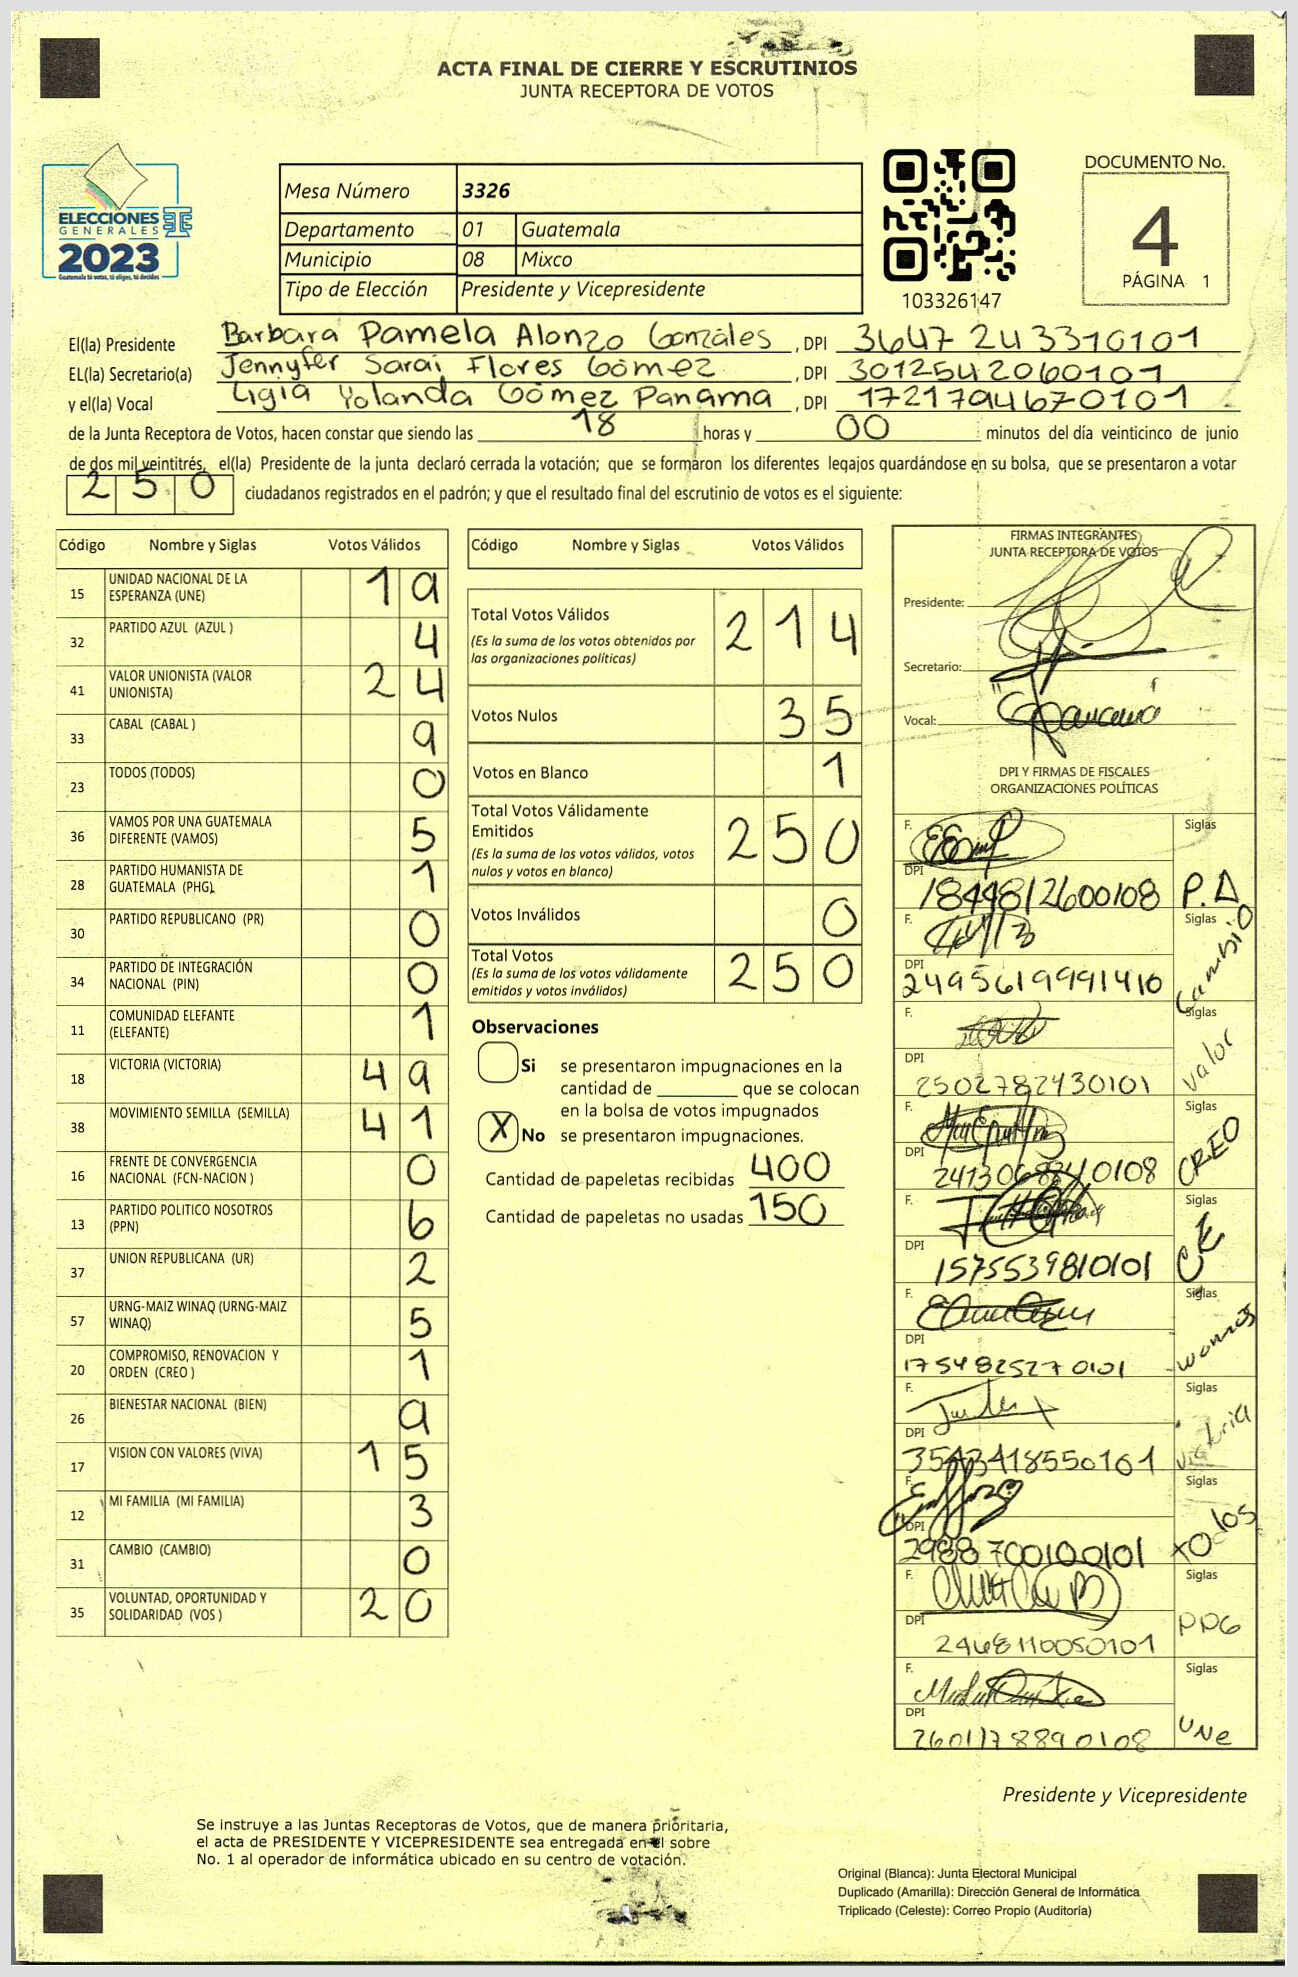 ACTA FINAL DE CIERRE Y ESCRUTINIOS
JUNTA RECEPTORA DE VOTOS
ELECCIONES
GENERALES
2023
Guatemala tú votas, tú eliges, tú decides
Mesa Número 3326
Departamento 01 Guatemala
Municipio 08 Mixco
Tipo de Elección Presidente y Vicepresidente
103326147
DOCUMENTO No.
4
PÁGINA 1
El(la) Presidente Barbara Pamela Alonzo Gonzáles, DPI 3647 243310101
EL(la) Secretario(a) Jennyfer Sarai Flores Gómez, DPI 3012542060101
y el(la) Vocal Ligia Yolanda Gómez Panama, DPI 1721794670101
de la Junta Receptora de Votos, hacen constar que siendo las 18 horas y 00 minutos del día veinticinco de junio
de dos mil veintitrés, el(la) Presidente de la junta declaró cerrada la votación; que se formaron los diferentes legajos guardándose en su bolsa, que se presentaron a votar
250 ciudadanos registrados en el padrón; y que el resultado final del escrutinio de votos es el siguiente:
Código Nombre y Siglas Votos Válidos
15 UNIDAD NACIONAL DE LA ESPERANZA (UNE) 19
32 PARTIDO AZUL (AZUL ) 4
41 VALOR UNIONISTA (VALOR UNIONISTA) 24
33 CABAL (CABAL ) 9
23 TODOS (TODOS) 0
36 VAMOS POR UNA GUATEMALA DIFERENTE (VAMOS) 5
28 PARTIDO HUMANISTA DE GUATEMALA (PHG) 1
30 PARTIDO REPUBLICANO (PR) 0
34 PARTIDO DE INTEGRACIÓN NACIONAL (PIN) 0
11 COMUNIDAD ELEFANTE (ELEFANTE) 1
18 VICTORIA (VICTORIA) 49
38 MOVIMIENTO SEMILLA (SEMILLA) 41
16 FRENTE DE CONVERGENCIA NACIONAL (FCN-NACION ) 0
13 PARTIDO POLITICO NOSOTROS (PPN) 6
37 UNION REPUBLICANA (UR) 2
57 URNG-MAIZ WINAQ (URNG-MAIZ WINAQ) 5
20 COMPROMISO, RENOVACION Y ORDEN (CREO ) 1
26 BIENESTAR NACIONAL (BIEN) 9
17 VISION CON VALORES (VIVA) 15
12 MI FAMILIA (MI FAMILIA) 3
31 CAMBIO (CAMBIO) 0
35 VOLUNTAD, OPORTUNIDAD Y SOLIDARIDAD (VOS ) 20
Código Nombre y Siglas Votos Válidos
Total Votos Válidos 214
(Es la suma de los votos obtenidos por
las organizaciones políticas)
Votos Nulos 35
Votos en Blanco 1
Total Votos Válidamente
Emitidos 250
(Es la suma de los votos válidos, votos
nulos y votos en blanco)
Votos Inválidos 0
Total Votos 250
(Es la suma de los votos válidamente
emitidos y votos inválidos)
Observaciones
Si se presentaron impugnaciones en la
cantidad de que se colocan
en la bolsa de votos impugnados
X No se presentaron impugnaciones.
Cantidad de papeletas recibidas 400
Cantidad de papeletas no usadas 150
FIRMAS INTEGRANTES
JUNTA RECEPTORA DE VOTOS
Presidente:
Secretario:
Vocal:
DPI Y FIRMAS DE FISCALES
ORGANIZACIONES POLÍTICAS
F. Siglas
DPI 1844812600108 P.A
F. Siglas
DPI 2495619991410 Cambio
F. Siglas
DPI 2502782430101 Valor
F. Siglas
DPI CREO
F. Siglas
DPI 1575539810101
F. Siglas
DPI 1754825270101
F. Siglas
DPI victoria
F. Siglas
DPI 2988700100101 todos
F. Siglas
DPI 2468110050101
F. Siglas
DPI 2601178890108 UNe
Presidente y Vicepresidente
Se instruye a las Juntas Receptoras de Votos, que de manera prioritaria,
el acta de PRESIDENTE Y VICEPRESIDENTE sea entregada en el sobre
No. 1 al operador de informática ubicado en su centro de votación.
Original (Blanca): Junta Electoral Municipal
Duplicado (Amarilla): Dirección General de Informática
Triplicado (Celeste): Correo Propio (Auditoría)